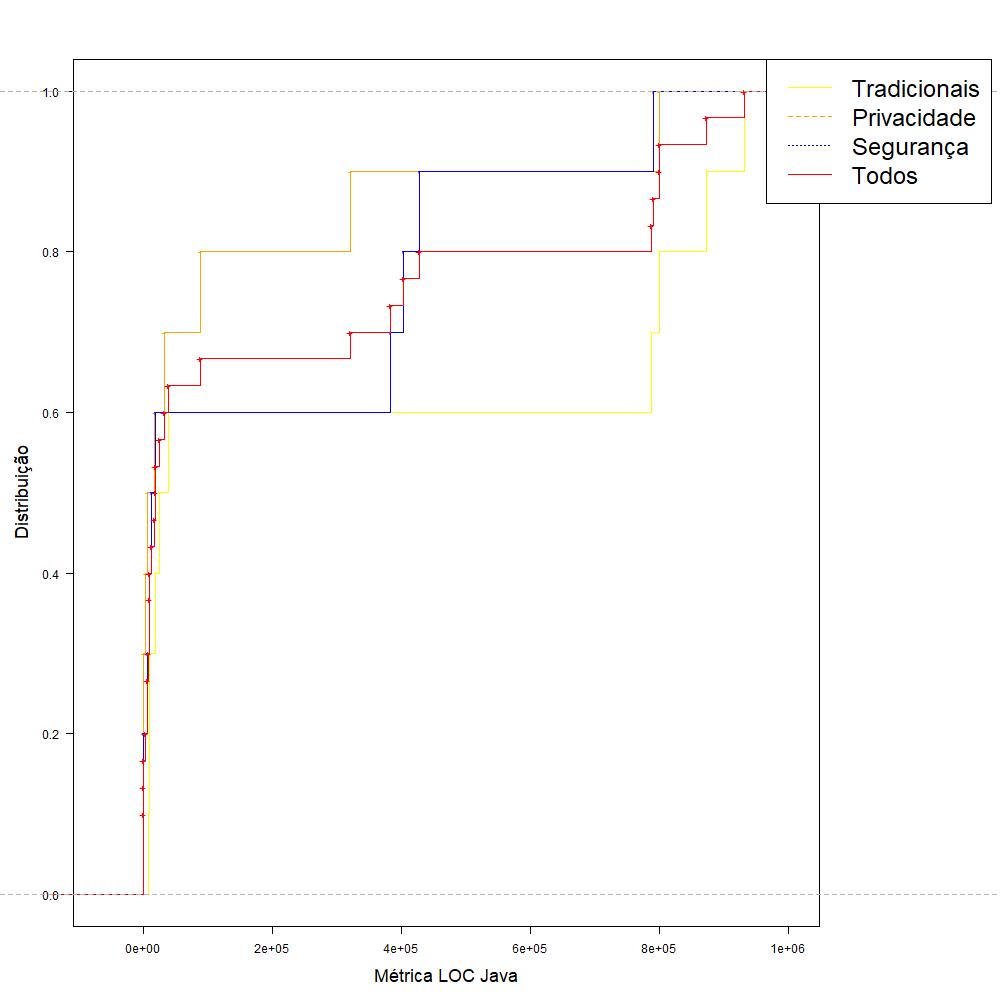 Tradicionais
Privacidade
Segurança
Todos
1.0
0.8
0.6
0.4
0.2
0.0
Distribuição
0e+00 2e+05 4e+05 6e+05 8e+05 1e+06
Métrica LOC Java